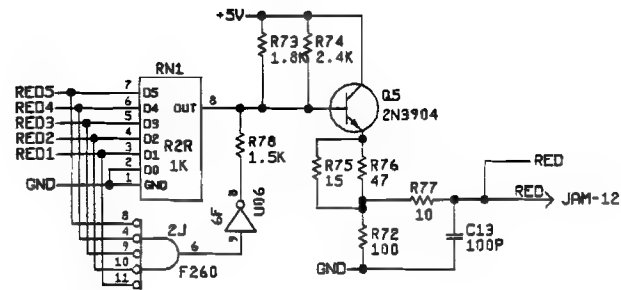 +5V
R73
1.8K
R74
2.4K
RN1
Q5
2N3904
RED5 7 D5
RED4 6 D4 OUT 8
RED3 5 D3
RED2 4 D2 R2R
RED1 3 D1 1K
2 D0
GND 1 GND
R78
1.5K
R75
15
R76
47
R77
10
RED
RED
JAM-12
R72
100
C13
100P
GND
8
6F
U06
9
8
4
9
10
11
2J
6
F260